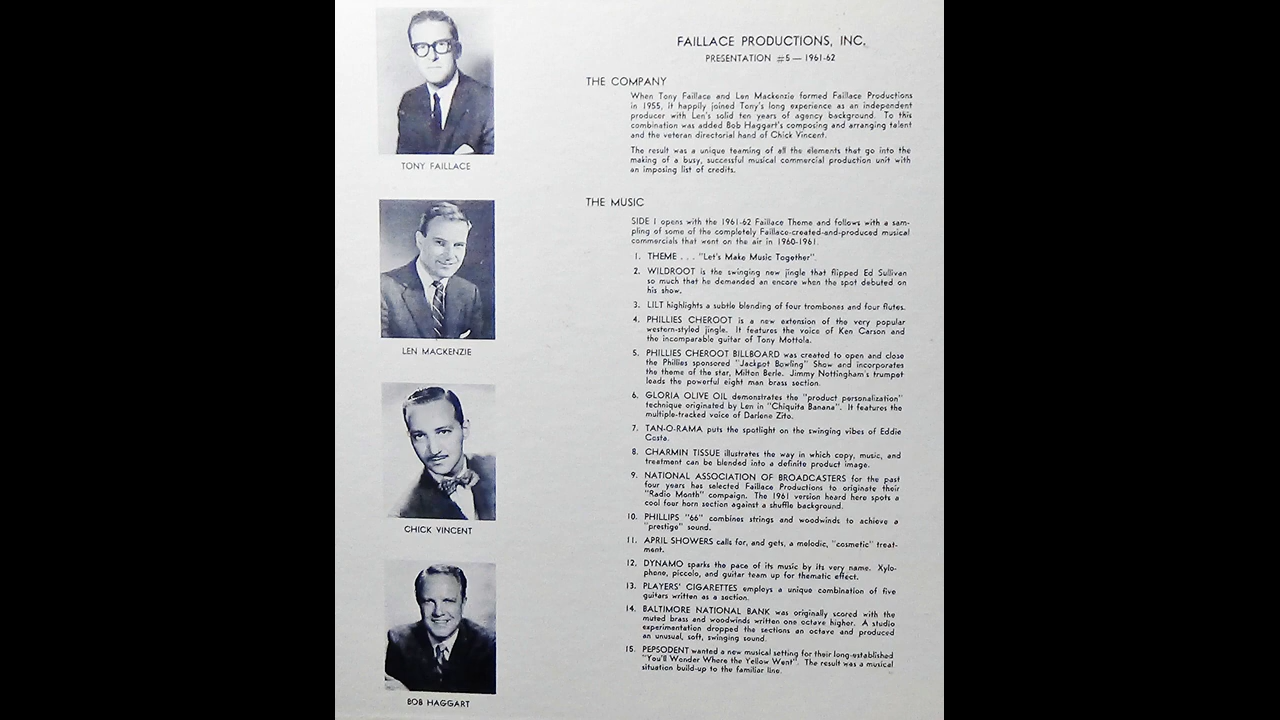 FAILLACE PRODUCTIONS, INC.
PRESENTATION #5 — 1961-62
THE COMPANY
When Tony Faillace and Len Mackenzie formed Faillace Productions
in 1955, it happily joined Tony's long experience as an independent
producer with Len's solid ten years of agency background. To this
combination was added Bob Haggart's composing and arranging talent
and the veteran directorial hand of Chick Vincent.
The result was a unique teaming of all the elements that go into the
making of a busy, successful musical commercial production unit with
an imposing list of credits.
THE MUSIC
SIDE I opens with the 1961-62 Faillace Theme and follows with a sam-
pling of some of the completely Faillace-created-and-produced musical
commercials that went on the air in 1960-1961.
1. THEME . . . "Let's Make Music Together".
2. WILDROOT is the swinging new jingle that flipped Ed Sullivan
so much that he demanded an encore when the spot debuted on
his show.
3. LILT highlights a subtle blending of four trombones and four flutes.
4. PHILLIES CHEROOT is a new extension of the very popular
western-styled jingle. It features the voice of Ken Carson and
the incomparable guitar of Tony Mottola.
5. PHILLIES CHEROOT BILLBOARD was created to open and close
the Phillies sponsored "Jackpot Bowling" Show and incorporates
the theme of the star, Milton Berle. Jimmy Nottingham's trumpet
leads the powerful eight man brass section.
6. GLORIA OLIVE OIL demonstrates the "product personalization"
technique originated by Len in "Chiquita Banana". It features the
multiple-tracked voice of Darlene Zito.
7. TAN-O-RAMA puts the spotlight on the swinging vibes of Eddie
Costa.
8. CHARMIN TISSUE illustrates the way in which copy, music, and
treatment can be blended into a definite product image.
9. NATIONAL ASSOCIATION OF BROADCASTERS for the past
four years has selected Faillace Productions to originate their
"Radio Month" campaign. The 1961 version heard here spots a
cool four horn section against a shuffle background.
10. PHILLIPS "66" combines strings and woodwinds to achieve a
"prestige" sound.
11. APRIL SHOWERS calls for, and gets, a melodic, "cosmetic" treat-
ment.
12. DYNAMO sparks the pace of its music by its very name. Xylo-
phone, piccolo, and guitar team up for thematic effect.
13. PLAYERS' CIGARETTES employs a unique combination of five
guitars written as a section.
14. BALTIMORE NATIONAL BANK was originally scored with the
muted brass and woodwinds written one octave higher. A studio
experimentation dropped the sections an octave and produced
an unusual, soft, swinging sound.
15. PEPSODENT wanted a new musical setting for their long-established
"You'll Wonder Where the Yellow Went". The result was a musical
situation build-up to the familiar line.
TONY FAILLACE
LEN MACKENZIE
CHICK VINCENT
BOB HAGGART